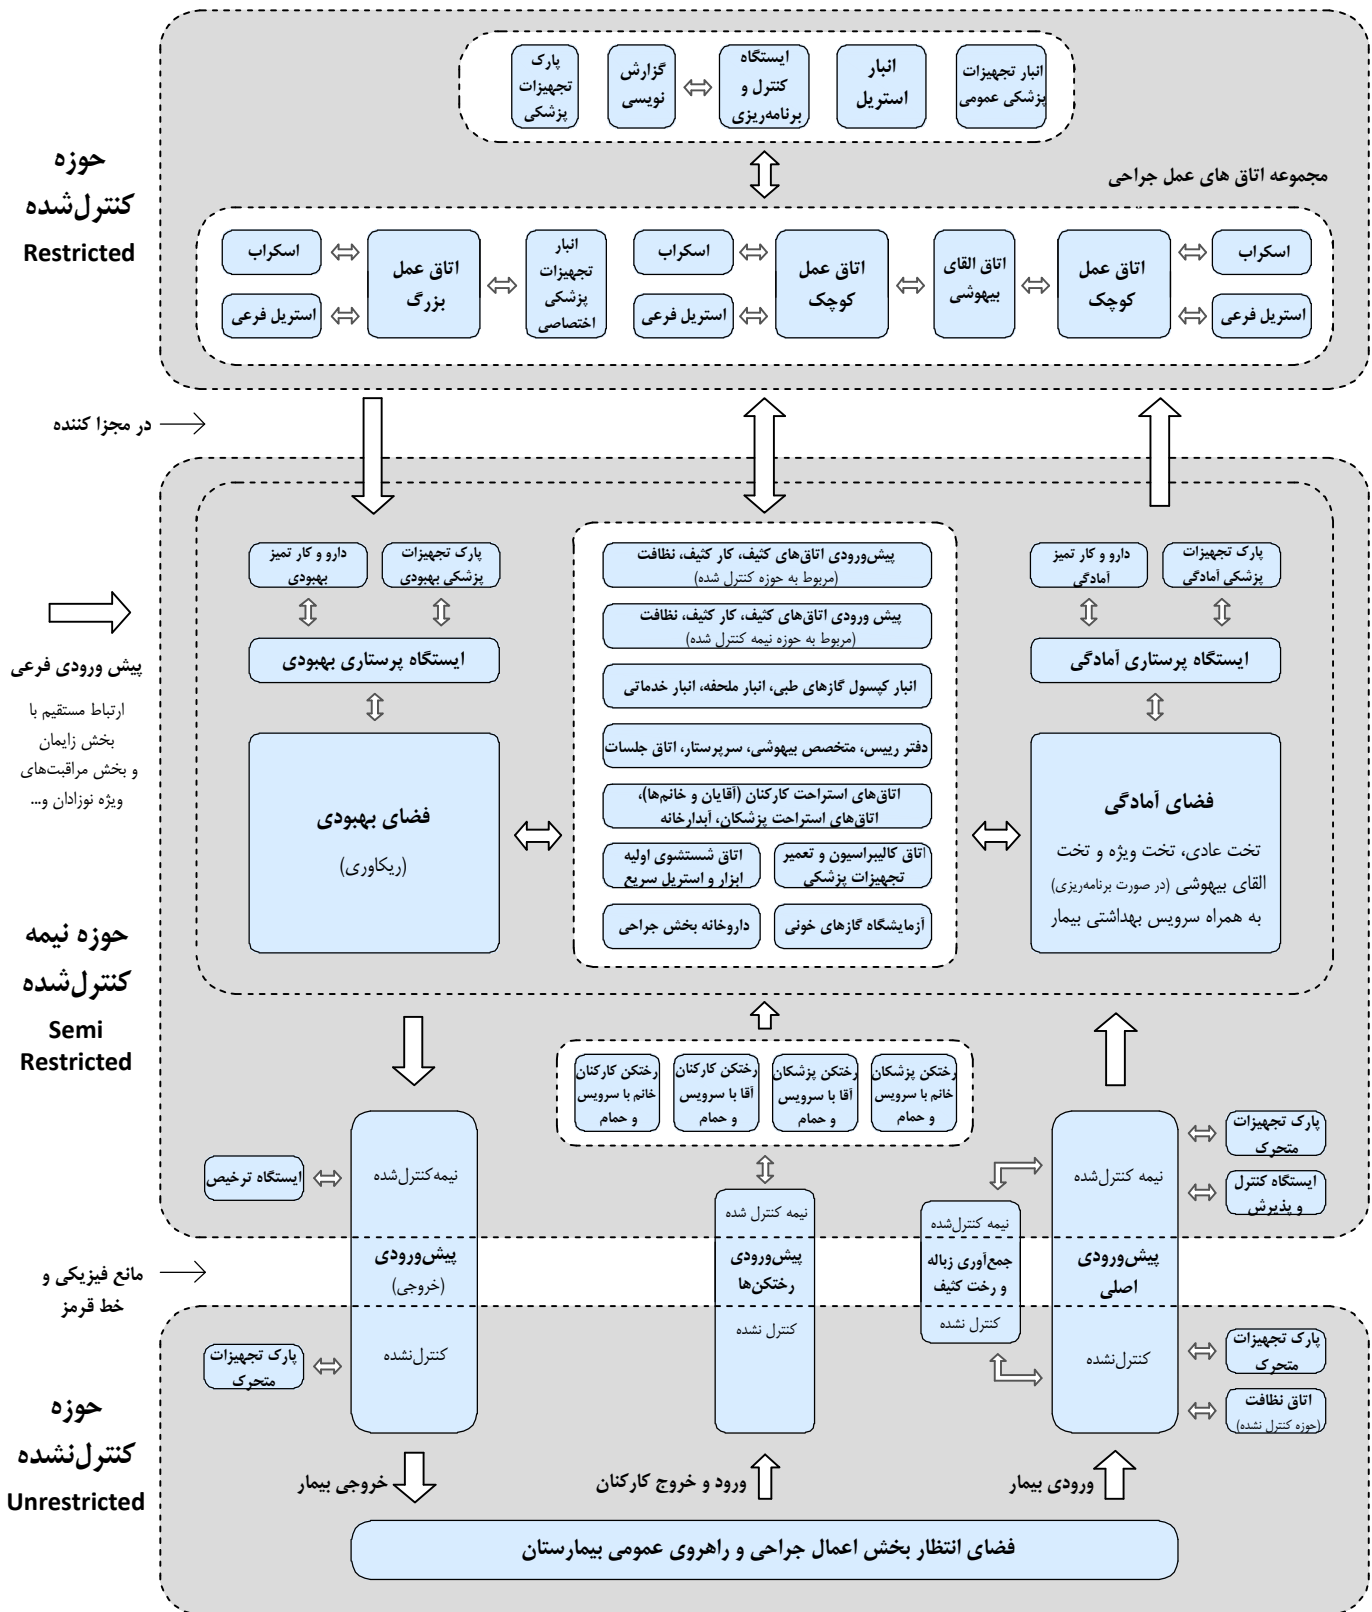 انبار تجهیزات
پزشکی عمومی
انبار
استریل
ایستگاه
کنترل و
برنامه‌ریزی
گزارش
نویسی
پارک
تجهیزات
پزشکی
حوزه
کنترل‌شده
Restricted
مجموعه اتاق های عمل جراحی
اسکراب
استریل فرعی
اتاق عمل
کوچک
اتاق القای
بیهوشی
اتاق عمل
کوچک
اسکراب
استریل فرعی
انبار
تجهیزات
پزشکی
اختصاصی
اتاق عمل
بزرگ
اسکراب
استریل فرعی
در مجزا کننده
پارک تجهیزات
پزشکی آمادگی
دارو و کار تمیز
آمادگی
ایستگاه پرستاری آمادگی
فضای آمادگی
تخت عادی، تخت ویژه و تخت
القای بیهوشی (در صورت برنامه‌ریزی)
به همراه سرویس بهداشتی بیمار
پیش‌ورودی اتاق‌های کثیف، کار کثیف، نظافت
(مربوط به حوزه کنترل شده)
پیش ورودی اتاق‌های کثیف، کار کثیف، نظافت
(مربوط به حوزه نیمه کنترل شده)
انبار کپسول گازهای طبی، انبار ملحفه، انبار خدماتی
دفتر رییس، متخصص بیهوشی، سرپرستار، اتاق جلسات
اتاق‌های استراحت کارکنان (آقایان و خانم‌ها)،
اتاق‌های استراحت پزشکان، آبدارخانه
اتاق کالیبراسیون و تعمیر
تجهیزات پزشکی
اتاق شستشوی اولیه
ابزار و استریل سریع
آزمایشگاه گازهای خونی
داروخانه بخش جراحی
پارک تجهیزات
پزشکی بهبودی
دارو و کار تمیز
بهبودی
ایستگاه پرستاری بهبودی
فضای بهبودی
(ریکاوری)
پیش ورودی فرعی
ارتباط مستقیم با
بخش زایمان
و بخش مراقبت‌های
ویژه نوزادان و...
حوزه نیمه
کنترل‌شده
Semi
Restricted
رختکن پزشکان
خانم با سرویس
و حمام
رختکن پزشکان
آقا با سرویس
و حمام
رختکن کارکنان
آقا با سرویس
و حمام
رختکن کارکنان
خانم با سرویس
و حمام
پارک تجهیزات
متحرک
ایستگاه کنترل
و پذیرش
نیمه کنترل‌شده
پیش‌ورودی
اصلی
کنترل‌نشده
نیمه کنترل‌شده
جمع‌آوری زباله
و رخت کثیف
کنترل نشده
نیمه کنترل شده
پیش‌ورودی
رختکن‌ها
کنترل نشده
نیمه‌کنترل‌شده
پیش‌ورودی
(خروجی)
کنترل‌نشده
ایستگاه ترخیص
مانع فیزیکی و
خط قرمز
پارک تجهیزات
متحرک
اتاق نظافت
(حوزه کنترل نشده)
پارک تجهیزات
متحرک
حوزه
کنترل‌نشده
Unrestricted
ورودی بیمار
ورود و خروج کارکنان
خروجی بیمار
فضای انتظار بخش اعمال جراحی و راهروی عمومی بیمارستان